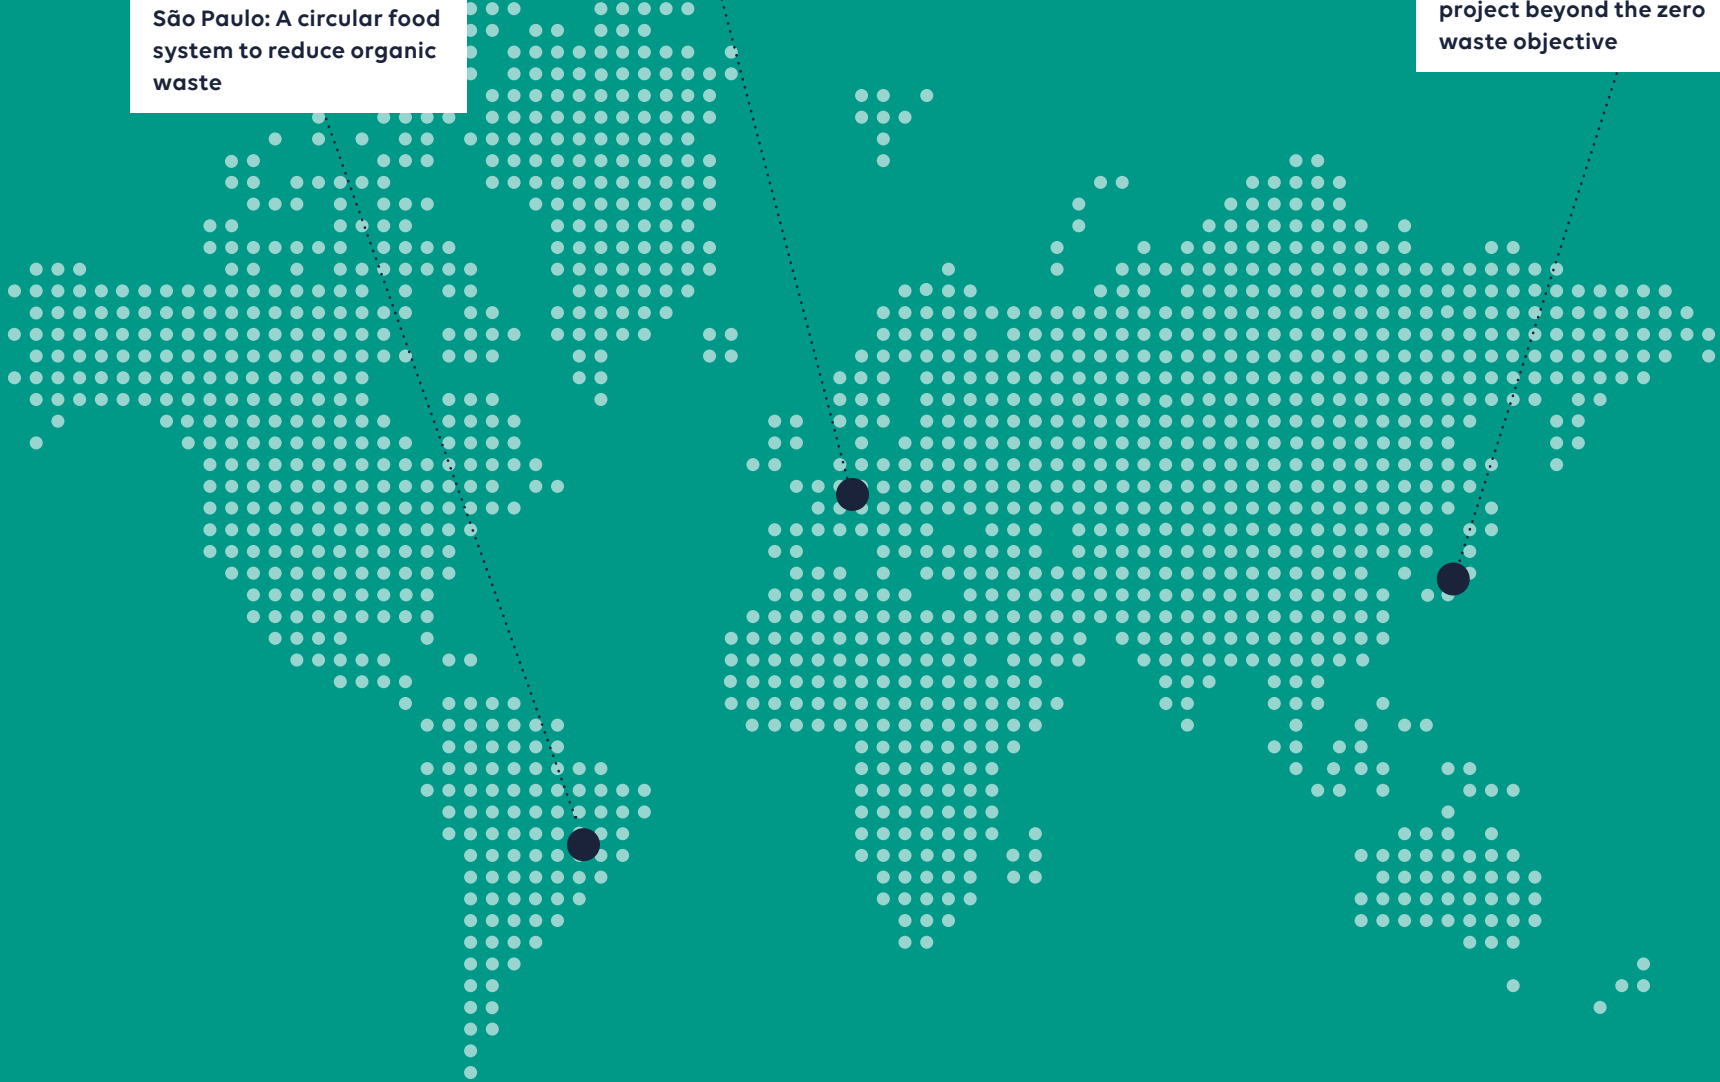 São Paulo: A circular food
system to reduce organic
waste
project beyond the zero
waste objective